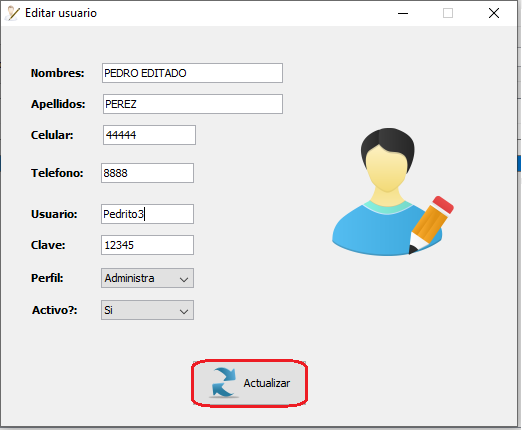 Editar usuario
Nombres: PEDRO EDITADO
Apellidos: PEREZ
Celular: 44444
Telefono: 8888
Usuario: Pedrito3
Clave: 12345
Perfil: Administra
Activo?: Si
Actualizar